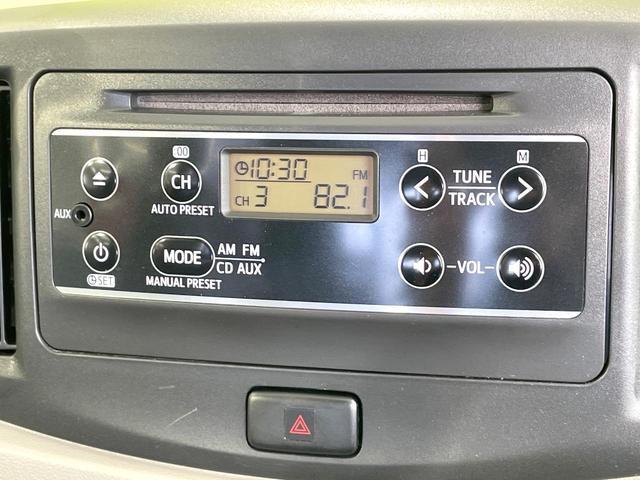 :00
CH
AUTO PRESET
AUX
SET
MODE
AM FM
CD AUX
MANUAL PRESET
10:30
FM
CH 3 82.1
H
M
TUNE
TRACK
VOL